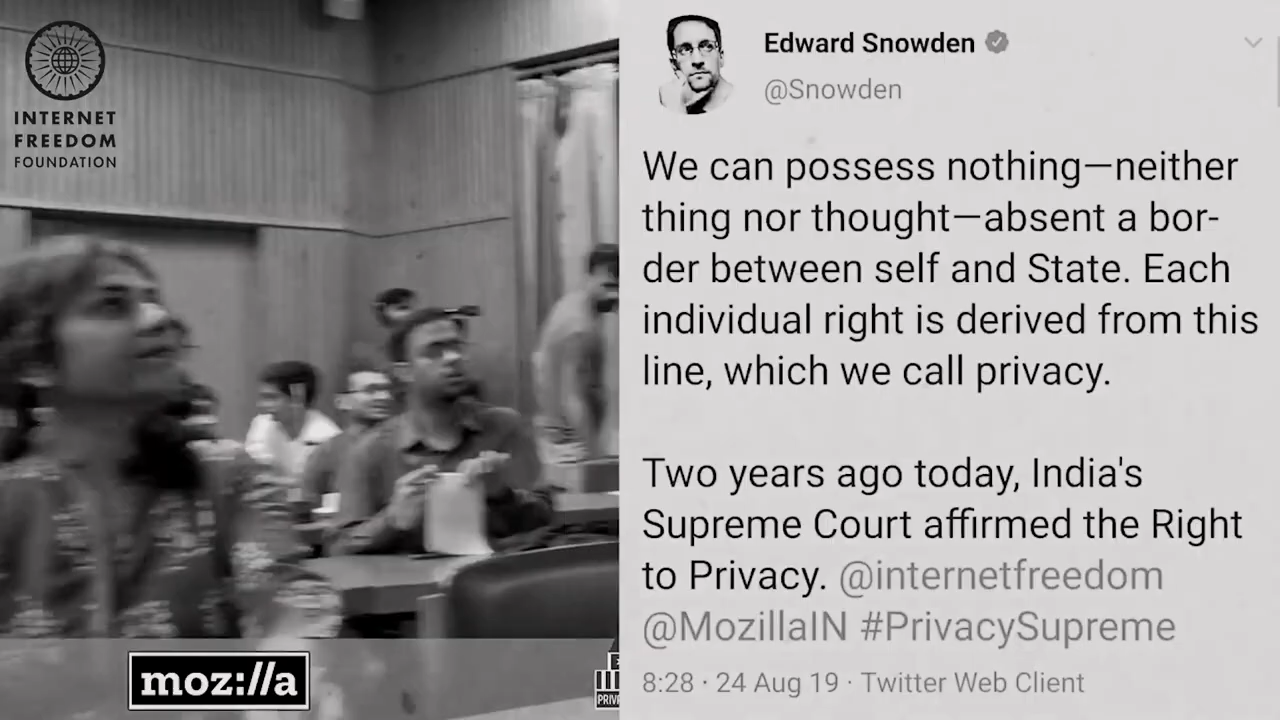 INTERNET
FREEDOM
FOUNDATION
moz://a
PRIV
Edward Snowden
@Snowden
We can possess nothing—neither
thing nor thought—absent a bor-
der between self and State. Each
individual right is derived from this
line, which we call privacy.
Two years ago today, India's
Supreme Court affirmed the Right
to Privacy. @internetfreedom
@MozillaIN #PrivacySupreme
8:28 · 24 Aug 19 · Twitter Web Client